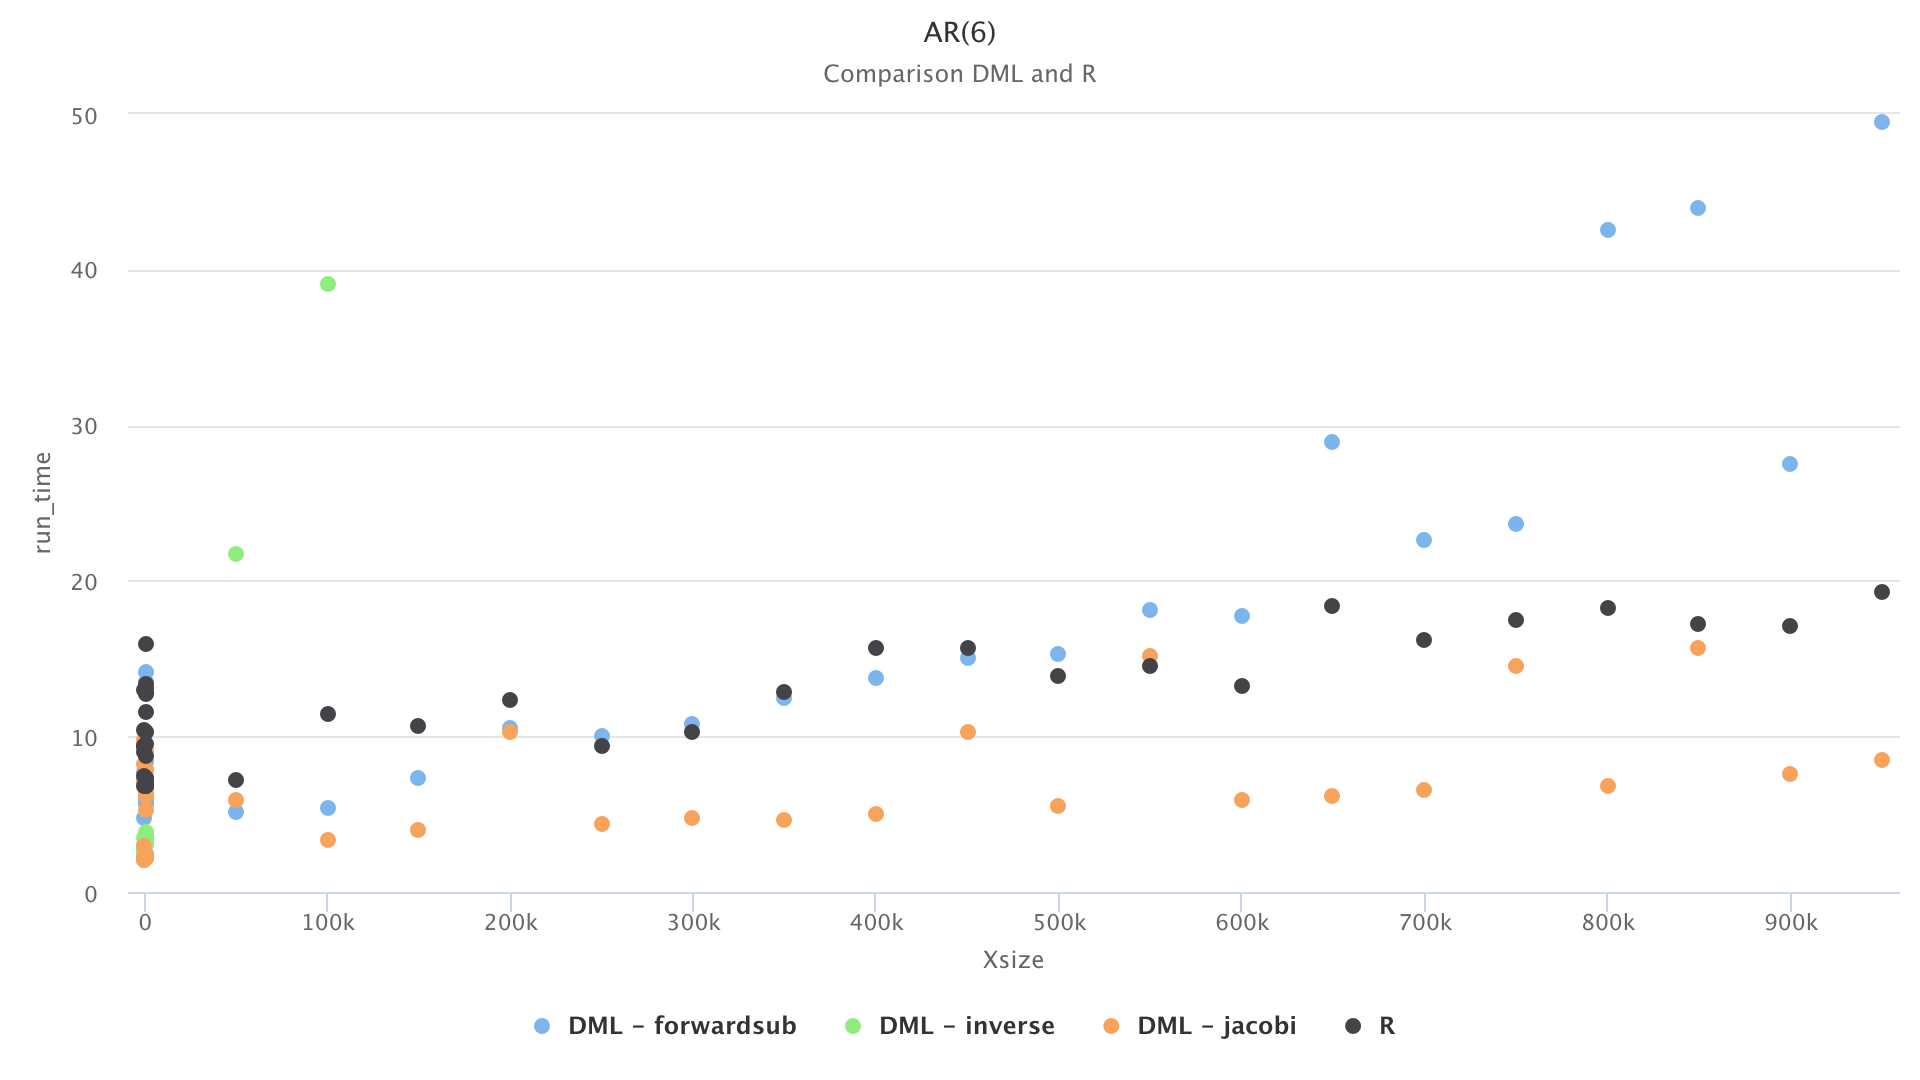 AR(6)
Comparison DML and R
50
40
30
20
10
0
run_time
0 100k 200k 300k 400k 500k 600k 700k 800k 900k
Xsize
DML – forwardsub DML – inverse DML – jacobi R